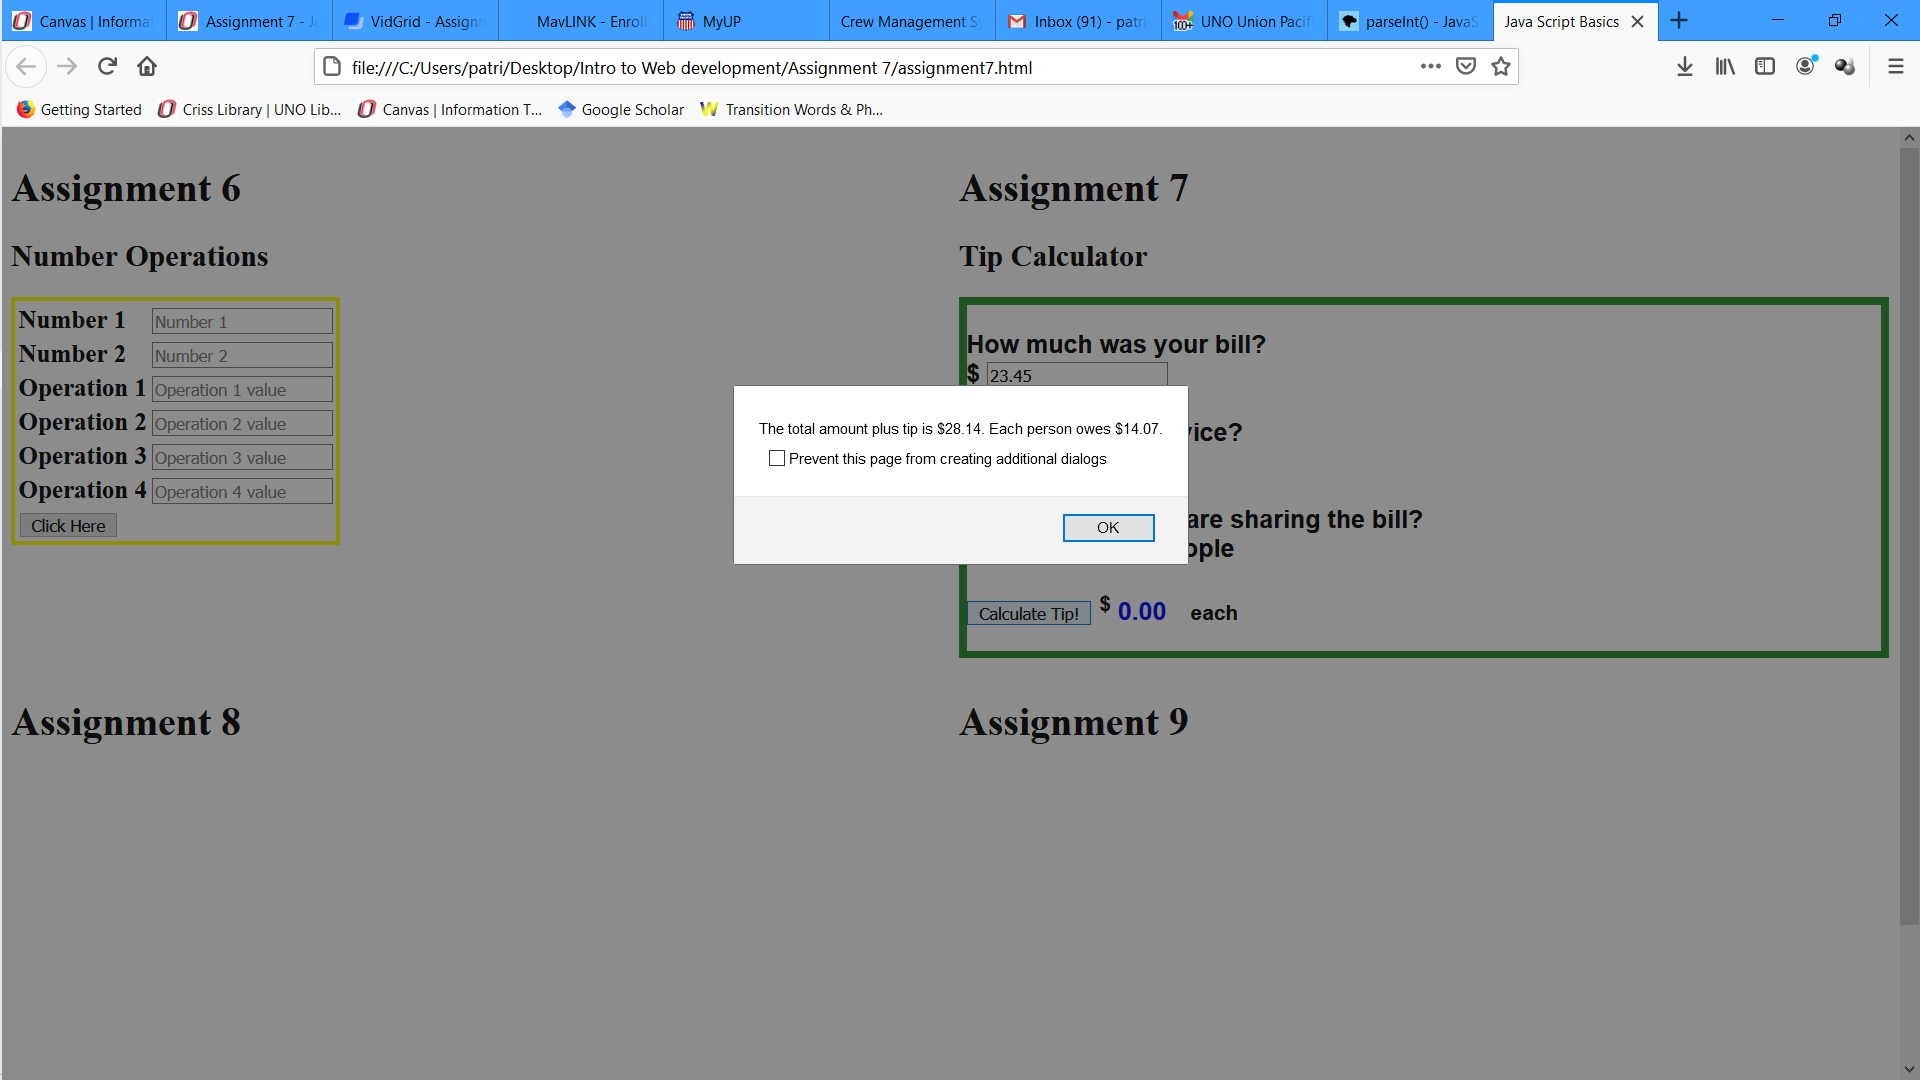 Canvas | Informa
Assignment 7 - Ja
VidGrid - Assign
MavLINK - Enroll
MyUP
Crew Management Sy
Inbox (91) - patri
100+
UNO Union Pacif
parseInt() - JavaS
Java Script Basics
file:///C:/Users/patri/Desktop/Intro to Web development/Assignment 7/assignment7.html
Getting Started
Criss Library | UNO Lib...
Canvas | Information T...
Google Scholar
W Transition Words & Ph...
Assignment 6
Number Operations
Number 1 Number 1
Number 2 Number 2
Operation 1 Operation 1 value
Operation 2 Operation 2 value
Operation 3 Operation 3 value
Operation 4 Operation 4 value
Click Here
Assignment 7
Tip Calculator
How much was your bill?
$ 23.45
vice?
are sharing the bill?
ople
Calculate Tip! $ 0.00 each
The total amount plus tip is $28.14. Each person owes $14.07.
Prevent this page from creating additional dialogs
OK
Assignment 8
Assignment 9